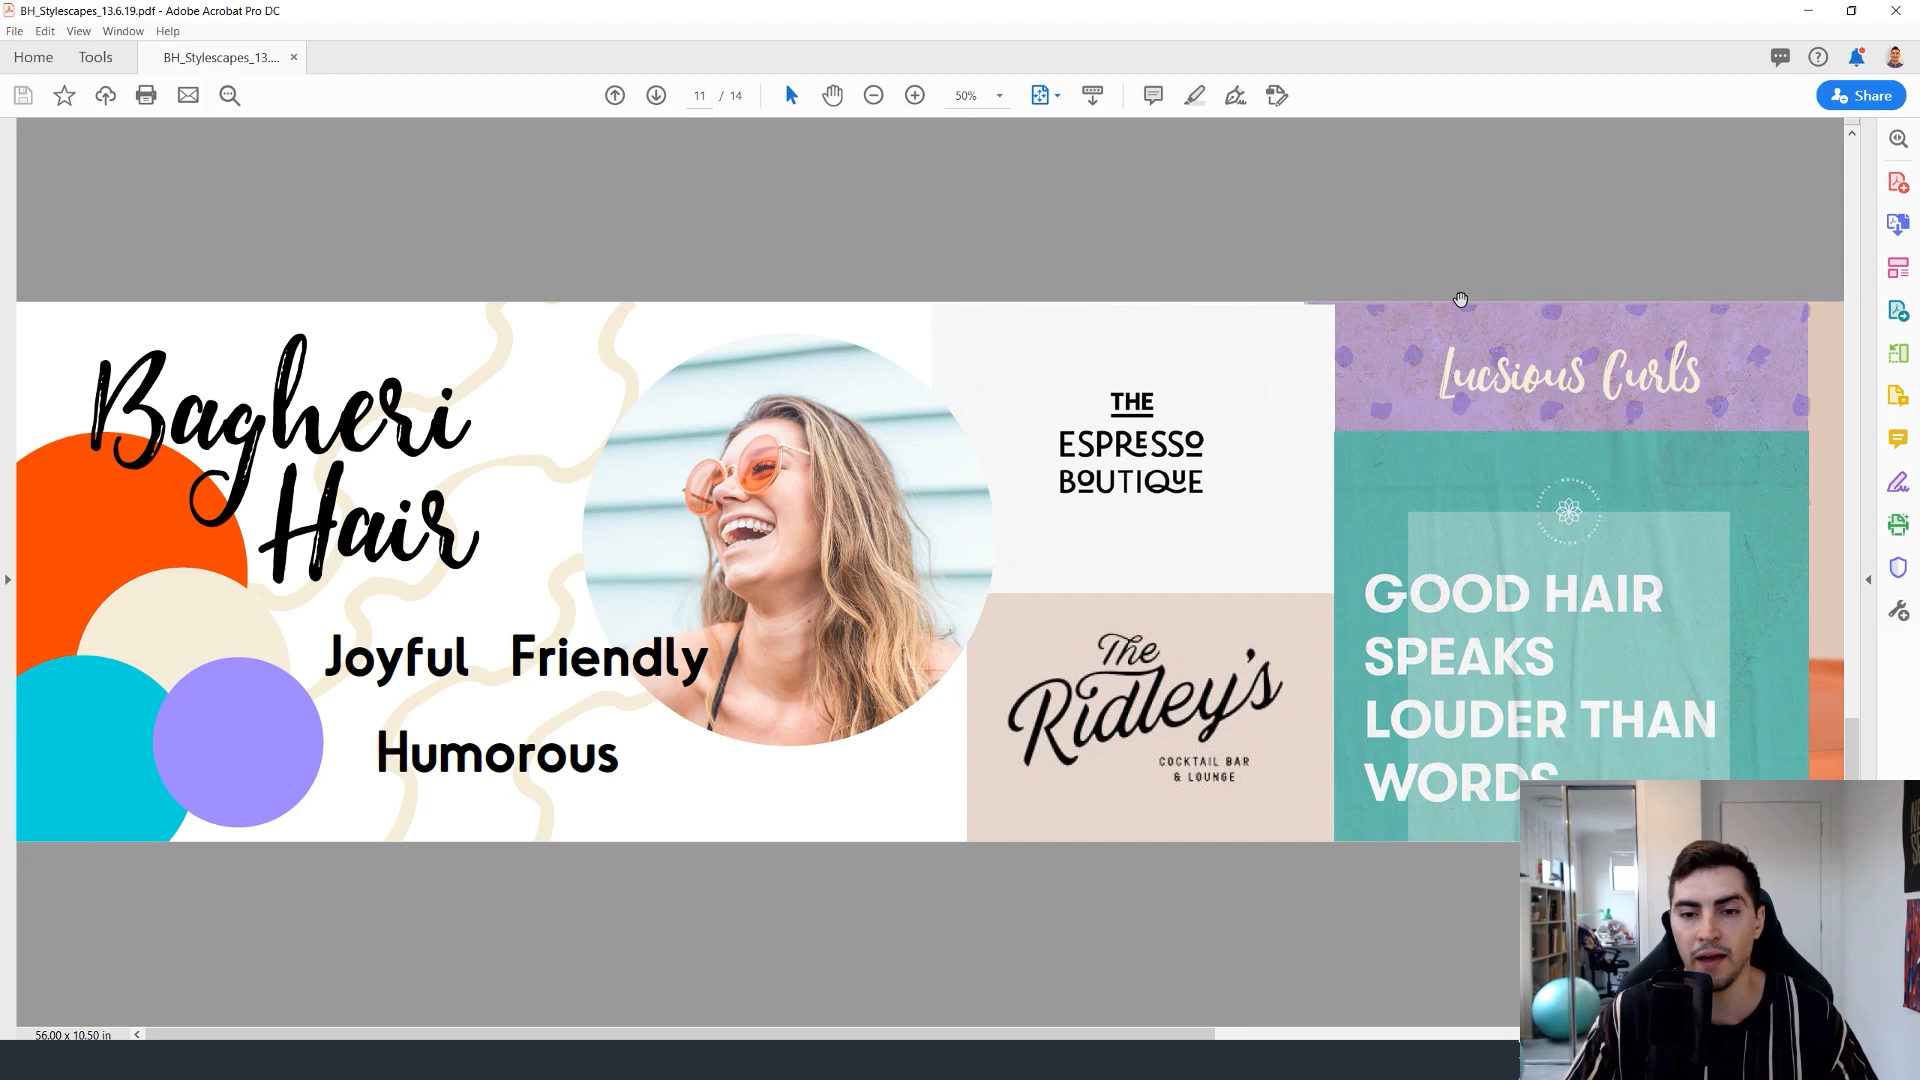 BH_Stylescapes_13.6.19.pdf - Adobe Acrobat Pro DC
File Edit View Window Help
Home Tools BH_Stylescapes_13.... ×
11 / 14 50% Share
Bagheri
Hair
Joyful Friendly
Humorous
THE
ESPRESSO
BOUTIQUE
The
Ridley's
COCKTAIL BAR
& LOUNGE
Lucsious Curls
GOOD HAIR
SPEAKS
LOUDER THAN
WORDS
56.00 x 10.50 in